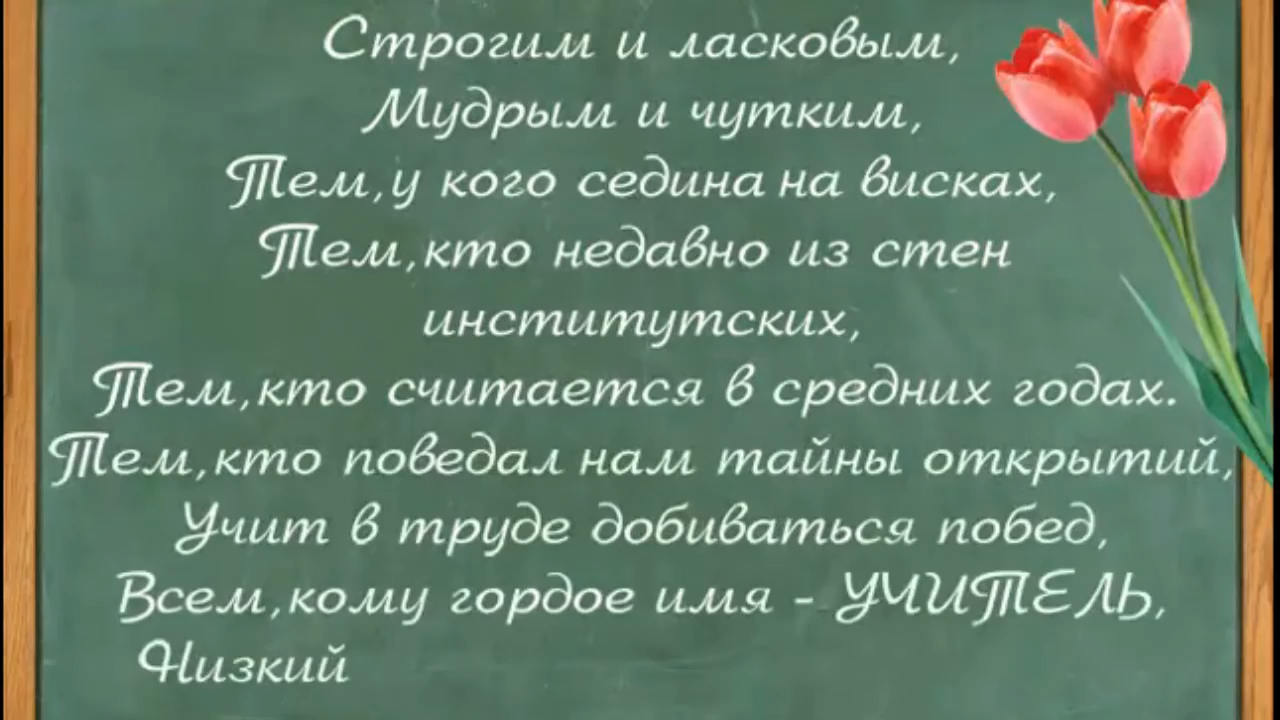 Строгим и ласковым,
Мудрым и чутким,
Тем,у кого седина на висках,
Тем,кто недавно из стен
институтских,
Тем,кто считается в средних годах.
Тем,кто поведал нам тайны открытий,
Учит в труде добиваться побед,
Всем,кому гордое имя - УЧИТЕЛЬ,
Низкий